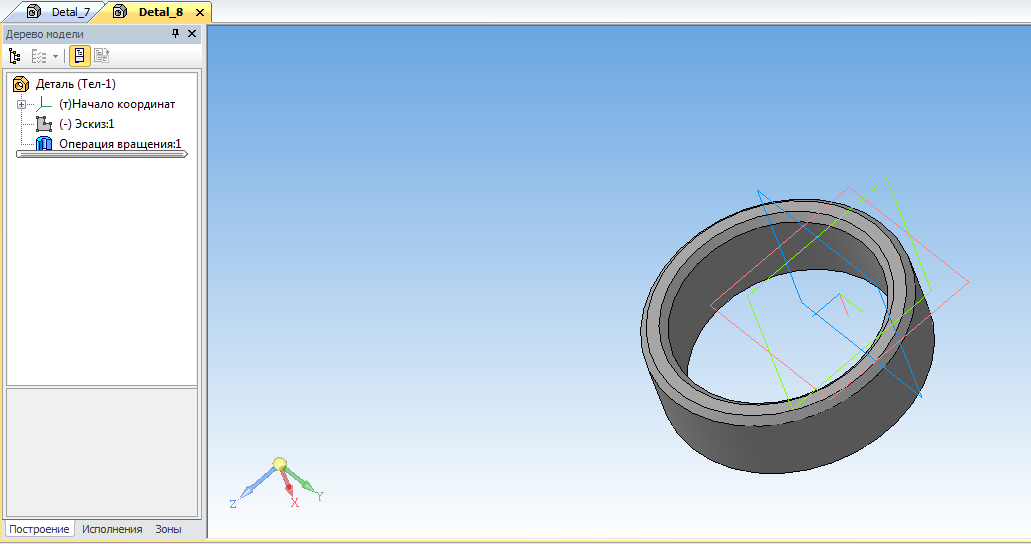 Detal_7
Detal_8
Дерево модели
Деталь (Тел-1)
(т)Начало координат
(-) Эскиз:1
Операция вращения:1
Z
X
Y
Построение
Исполнения
Зоны